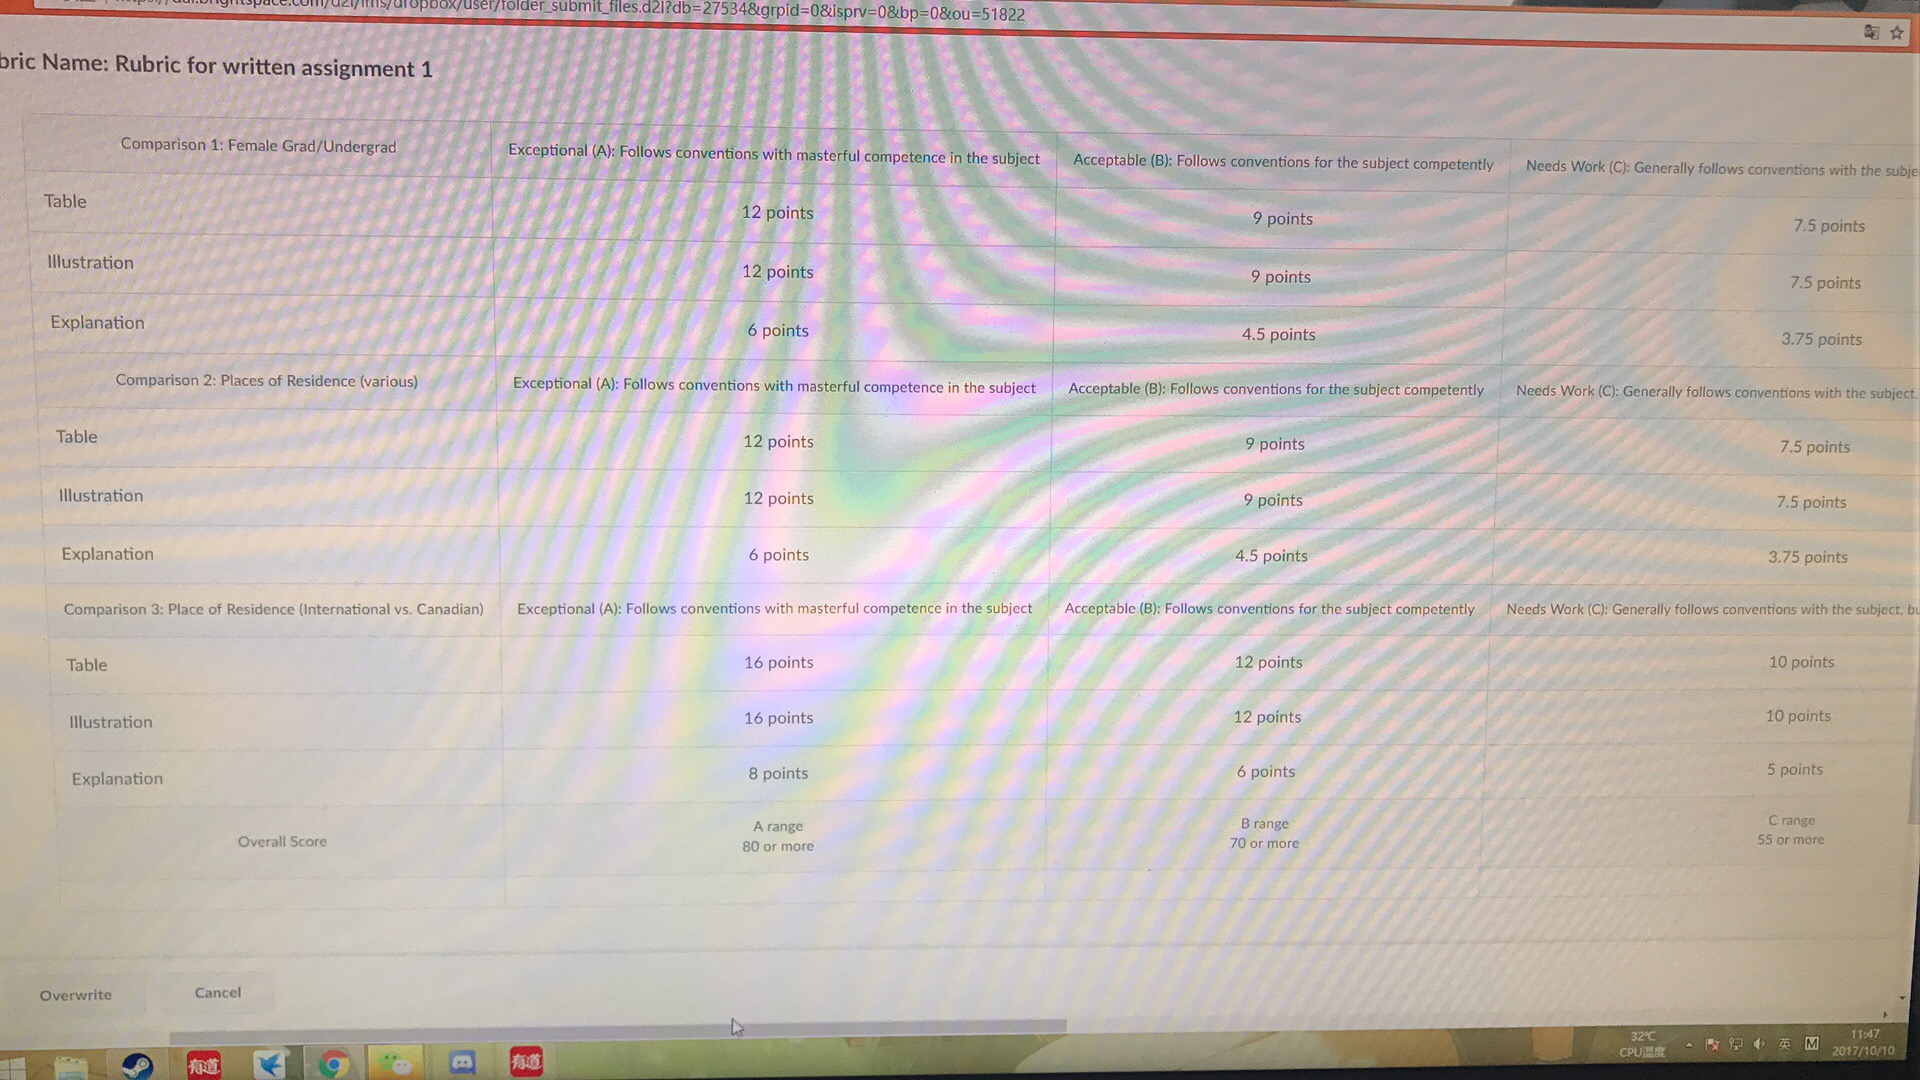 dal.brightspace.com/d2l/lms/dropbox/user/folder_submit_files.d2l?db=27534&grpid=0&isprv=0&bp=0&ou=51822
bric Name: Rubric for written assignment 1
Comparison 1: Female Grad/Undergrad Exceptional (A): Follows conventions with masterful competence in the subject Acceptable (B): Follows conventions for the subject competently Needs Work (C): Generally follows conventions with the subje
Table 12 points 9 points 7.5 points
Illustration 12 points 9 points 7.5 points
Explanation 6 points 4.5 points 3.75 points
Comparison 2: Places of Residence (various) Exceptional (A): Follows conventions with masterful competence in the subject Acceptable (B): Follows conventions for the subject competently Needs Work (C): Generally follows conventions with the subject,
Table 12 points 9 points 7.5 points
Illustration 12 points 9 points 7.5 points
Explanation 6 points 4.5 points 3.75 points
Comparison 3: Place of Residence (International vs. Canadian) Exceptional (A): Follows conventions with masterful competence in the subject Acceptable (B): Follows conventions for the subject competently Needs Work (C): Generally follows conventions with the subject, bu
Table 16 points 12 points 10 points
Illustration 16 points 12 points 10 points
Explanation 8 points 6 points 5 points
Overall Score A range B range C range
80 or more 70 or more 55 or more
Overwrite Cancel
有道 有道
32℃ 英 M 11:47
CPU温度 2017/10/10